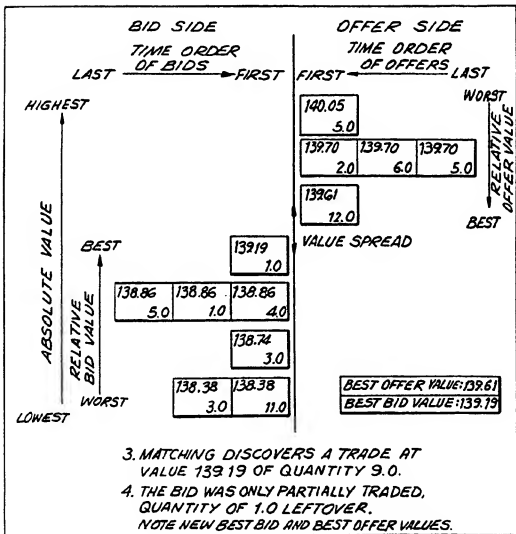 BID SIDE
OFFER SIDE
TIME ORDER
OF BIDS
LAST
FIRST
TIME ORDER
OF OFFERS
FIRST
LAST
HIGHEST
ABSOLUTE VALUE
LOWEST
BEST
RELATIVE
BID VALUE
WORST
WORST
RELATIVE
OFFER VALUE
BEST
140.05
5.0
139.70 139.70 139.70
2.0 6.0 5.0
139.61
12.0
VALUE SPREAD
139.19
1.0
138.86 138.86 138.86
5.0 1.0 4.0
138.74
3.0
138.38 138.38
3.0 11.0
BEST OFFER VALUE:139.61
BEST BID VALUE:139.19
3. MATCHING DISCOVERS A TRADE AT
VALUE 139.19 OF QUANTITY 9.0.
4. THE BID WAS ONLY PARTIALLY TRADED,
QUANTITY OF 1.0 LEFTOVER.
NOTE NEW BEST BID AND BEST OFFER VALUES.